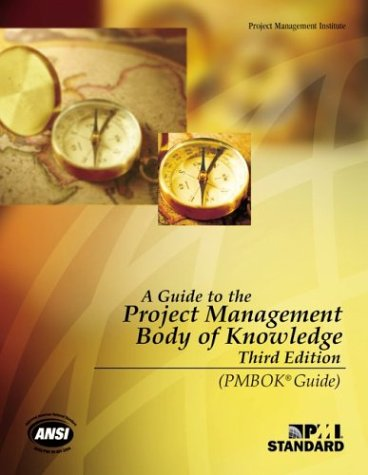 Project Management Institute
A Guide to the
Project Management
Body of Knowledge
Third Edition
(PMBOK® Guide)
ANSI
PMI
STANDARD